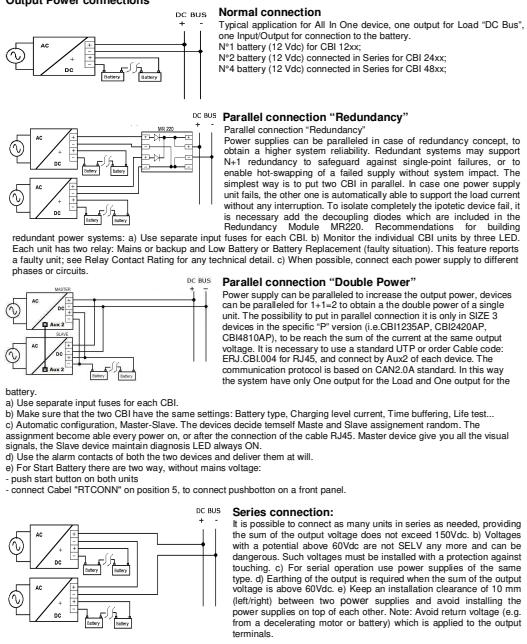 Output Power connections
Normal connection
Typical application for All In One device, one output for Load “DC Bus”,
one Input/Output for connection to the battery.
N°1 battery (12 Vdc) for CBI 12xx;
N°2 battery (12 Vdc) connected in Series for CBI 24xx;
N°4 battery (12 Vdc) connected in Series for CBI 48xx;
DC BUS
+ -
AC
+
DC
Battery Battery
Parallel connection “Redundancy”
Parallel connection “Redundancy”
Power supplies can be paralleled in case of redundancy concept, to
obtain a higher system reliability. Redundant systems may support
N+1 redundancy to safeguard against single-point failures, or to
enable hot-swapping of a failed supply without system impact. The
simplest way is to put two CBI in parallel. In case one power supply
unit fails, the other one is automatically able to support the load current
without any interruption. To isolate completely the ipotetic device fail, it
is necessary add the decoupling diodes which are included in the
Redundancy Module MR220. Recommendations for building
redundant power systems: a) Use separate input fuses for each CBI. b) Monitor the individual CBI units by three LED.
Each unit has two relay: Mains or backup and Low Battery or Battery Replacement (faulty situation). This feature reports
a faulty unit; see Relay Contact Rating for any technical detail. c) When possible, connect each power supply to different
phases or circuits.
DC BUS
+ -
MR 220
AC
+
DC
Battery Battery
AC
+
DC
Battery Battery
Parallel connection “Double Power”
Power supply can be paralleled to increase the output power, devices
can be paralleled for 1+1=2 to obtain a the double power of a single
unit. The possibility to put in parallel connection it is only in SIZE 3
devices in the specific “P” version (i.e.CBI1235AP, CBI2420AP,
CBI4810AP), to be reach the sum of the current at the same output
voltage. It is necessary to use a standard UTP or order Cable code:
ERJ.CBI.004 for RJ45, and connect by Aux2 of each device. The
communication protocol is based on CAN2.0A standard. In this way
the system have only One output for the Load and One output for the
battery.
DC BUS
+ -
MASTER
AC
+
DC
Aux 2
SLAVE
AC
+
DC
Aux 2
Battery Battery
a) Use separate input fuses for each CBI.
b) Make sure that the two CBI have the same settings: Battery type, Charging level current, Time buffering, Life test...
c) Automatic configuration, Master-Slave. The devices decide temself Maste and Slave assignement random. The
assignment become able every power on, or after the connection of the cable RJ45. Master device give you all the visual
signals, the Slave device maintain diagnosis LED always ON.
d) Use the alarm contacts of both the two devices and deliver them at will.
e) For Start Battery there are two way, without mains voltage:
- push start button on both units
- connect Cabel "RTCONN" on position 5, to connect pushbotton on a front panel.
Series connection:
It is possible to connect as many units in series as needed, providing
the sum of the output voltage does not exceed 150Vdc. b) Voltages
with a potential above 60Vdc are not SELV any more and can be
dangerous. Such voltages must be installed with a protection against
touching. c) For serial operation use power supplies of the same
type. d) Earthing of the output is required when the sum of the output
voltage is above 60Vdc. e) Keep an installation clearance of 10 mm
(left/right) between two power supplies and avoid installing the
power supplies on top of each other. Note: Avoid return voltage (e.g.
from a decelerating motor or battery) which is applied to the output
terminals.
DC BUS
+ -
AC
+
DC
Battery Battery
AC
+
DC
Battery Battery